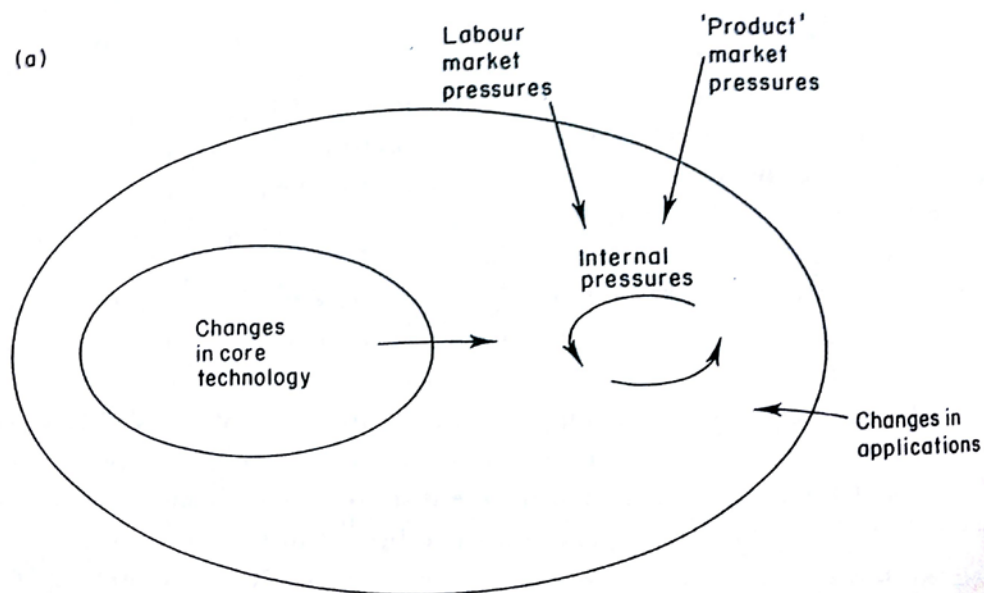 (a)
Labour
market
pressures
'Product'
market
pressures
Internal
pressures
Changes
in core
technology
Changes in
applications